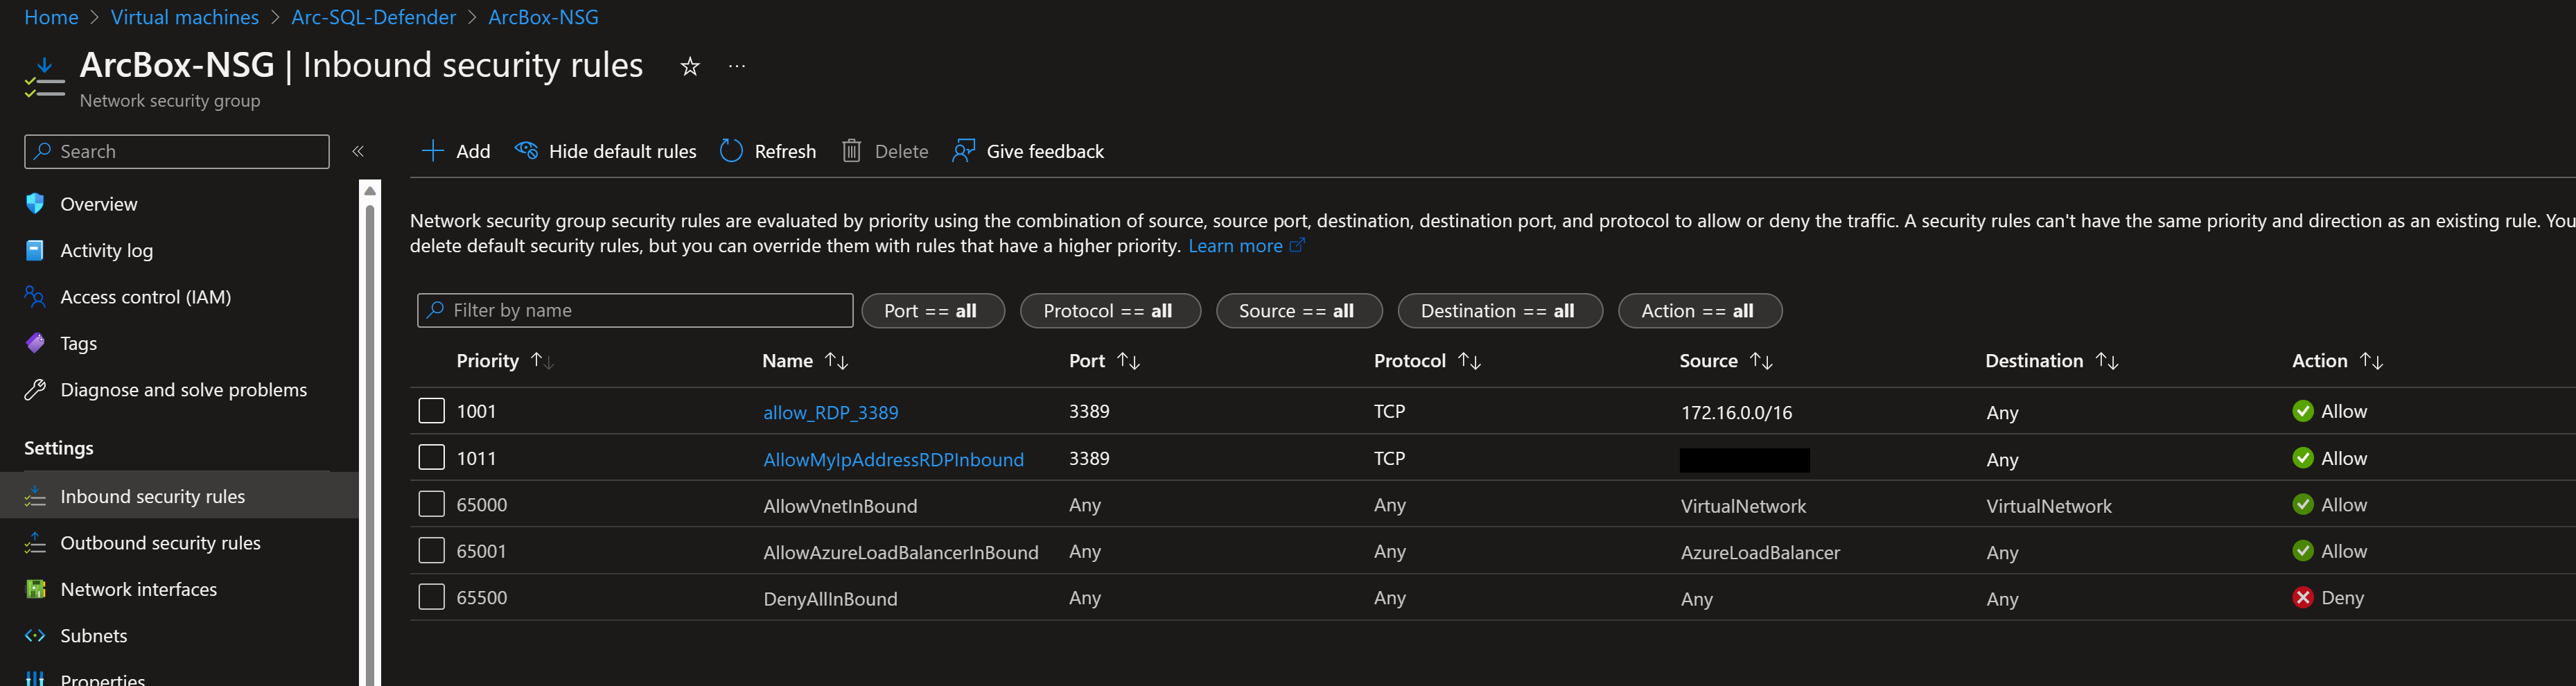 Home > Virtual machines > Arc-SQL-Defender > ArcBox-NSG
ArcBox-NSG | Inbound security rules
Network security group
Search
Overview
Activity log
Access control (IAM)
Tags
Diagnose and solve problems
Settings
Inbound security rules
Outbound security rules
Network interfaces
Subnets
Properties
Add Hide default rules Refresh Delete Give feedback
Network security group security rules are evaluated by priority using the combination of source, source port, destination, destination port, and protocol to allow or deny the traffic. A security rules can't have the same priority and direction as an existing rule. You
delete default security rules, but you can override them with rules that have a higher priority. Learn more
Filter by name Port == all Protocol == all Source == all Destination == all Action == all
Priority Name Port Protocol Source Destination Action
1001 allow_RDP_3389 3389 TCP 172.16.0.0/16 Any Allow
1011 AllowMyIpAddressRDPInbound 3389 TCP Any Allow
65000 AllowVnetInBound Any Any VirtualNetwork VirtualNetwork Allow
65001 AllowAzureLoadBalancerInBound Any Any AzureLoadBalancer Any Allow
65500 DenyAllInBound Any Any Any Any Deny